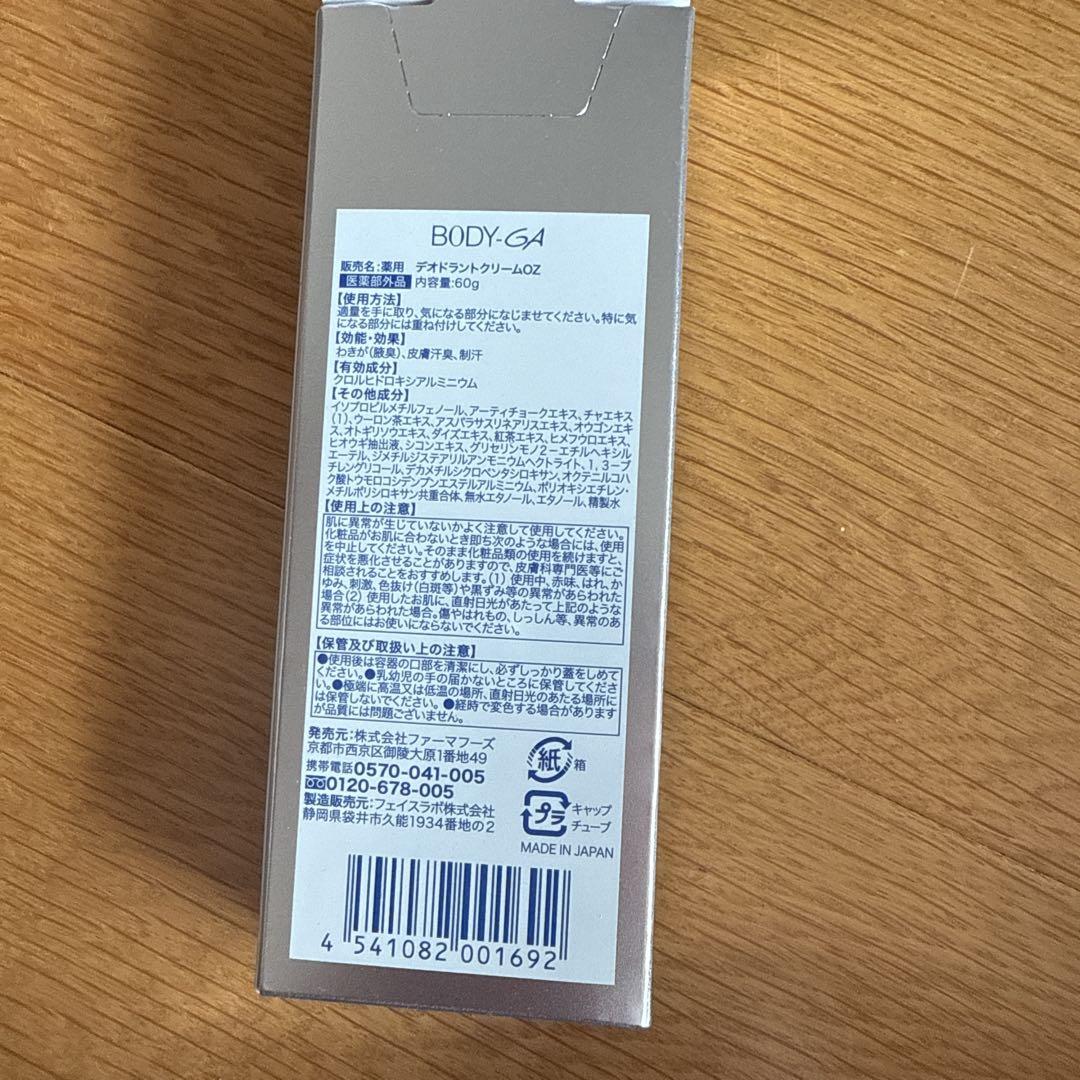 BODY-GA
販売名:薬用 デオドラントクリームOZ
医薬部外品 内容量:60g
【使用方法】
適量を手に取り、気になる部分になじませてください。特に気
になる部分には重ね付けしてください。
【効能・効果】
わきが(腋臭)、皮膚汗臭、制汗
【有効成分】
クロルヒドロキシアルミニウム
【その他成分】
イソプロピルメチルフェノール、アーティチョークエキス、チャエキス
(1)、ウーロン茶エキス、アスパラサスリネアリスエキス、オウゴンエキ
ス、オトギリソウエキス、ダイズエキス、紅茶エキス、ヒメフウロエキス、
ヒオウギ抽出液、シコンエキス、グリセリンモノ2-エチルヘキシル
エーテル、ジメチルジステアリルアンモニウムヘクトライト、1,3-ブ
チレングリコール、デカメチルシクロペンタシロキサン、オクテニルコハ
ク酸トウモロコシデンプンエステルアルミニウム、ポリオキシエチレン・
メチルポリシロキサン共重合体、無水エタノール、エタノール、精製水
【使用上の注意】
肌に異常が生じていないかよく注意して使用してください。
化粧品がお肌に合わないとき即ち次のような場合には、使用
を中止してください。そのまま化粧品類の使用を続けますと、
症状を悪化させることがありますので、皮膚科専門医等にご
相談されることをおすすめします。(1)使用中、赤味、はれ、か
ゆみ、刺激、色抜け(白斑等)や黒ずみ等の異常があらわれた
場合(2)使用したお肌に、直射日光があたって上記のような
異常があらわれた場合。傷やはれもの、しっしん等、異常のあ
る部位にはお使いにならないでください。
【保管及び取扱い上の注意】
●使用後は容器の口部を清潔にし、必ずしっかり蓋をしめて
ください。●乳幼児の手の届かないところに保管してくださ
い。●極端に高温又は低温の場所、直射日光のあたる場所に
は保管しないでください。●経時で変色する場合があります
が品質には問題ございません。
発売元:株式会社ファーマフーズ
京都市西京区御陵大原1番地49
携帯電話0570-041-005
0120-678-005
製造販売元:フェイスラボ株式会社
静岡県袋井市久能1934番地の2
紙 箱
プラ キャップ
チューブ
MADE IN JAPAN
4 541082 001692